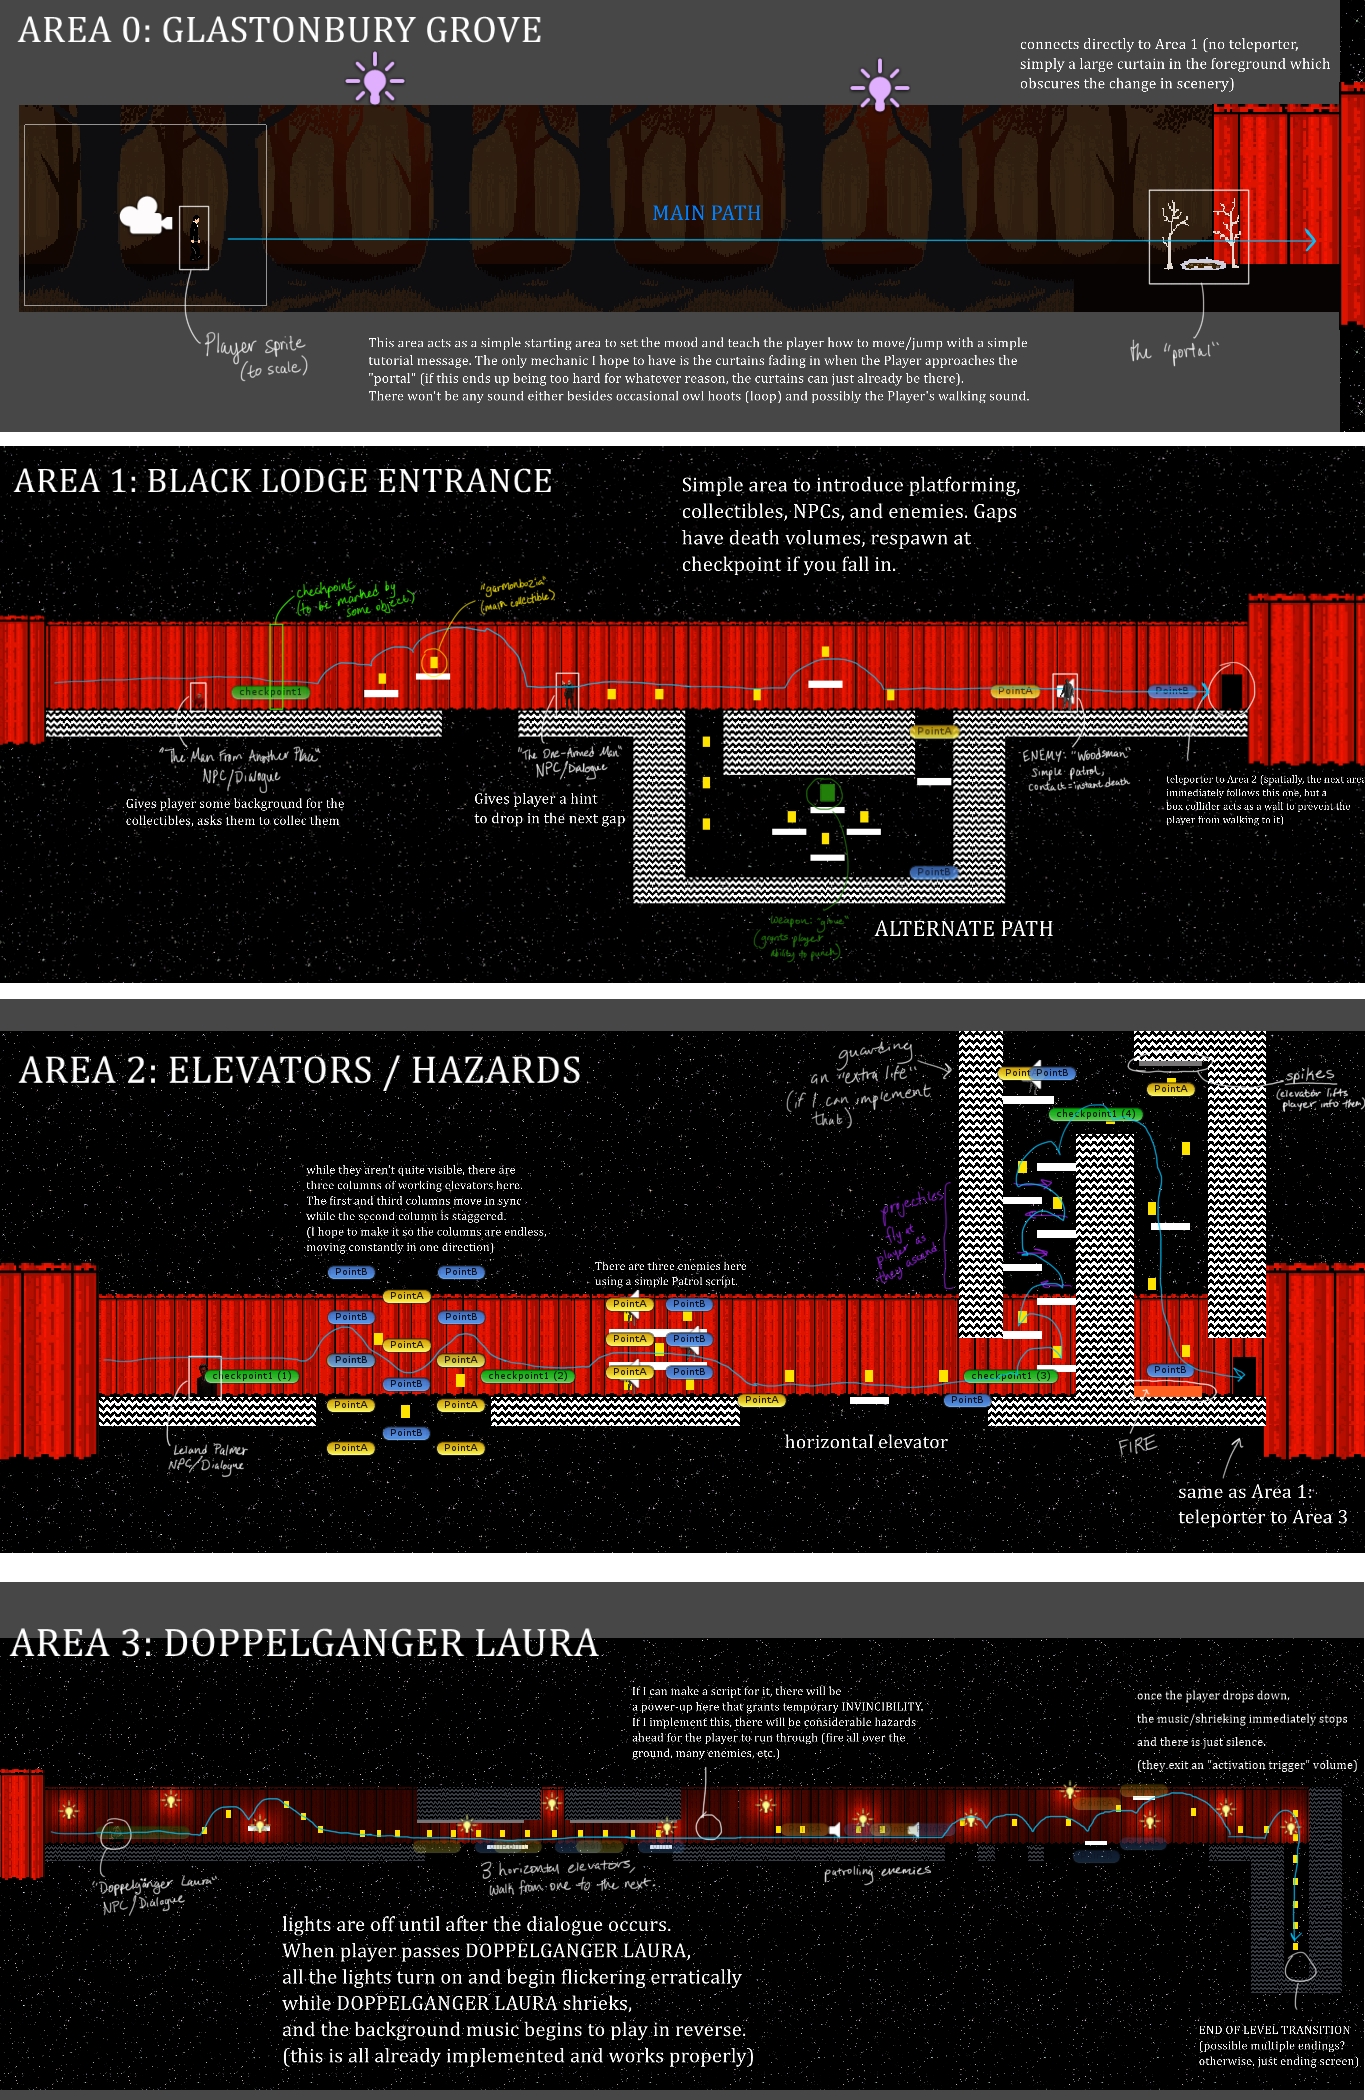 AREA 0: GLASTONBURY GROVE
connects directly to Area 1 (no teleporter,
simply a large curtain in the foreground which
obscures the change in scenery)
MAIN PATH
Player sprite
(to scale)
the "portal"
This area acts as a simple starting area to set the mood and teach the player how to move/jump with a simple
tutorial message. The only mechanic I hope to have is the curtains fading in when the Player approaches the
"portal" (if this ends up being too hard for whatever reason, the curtains can just already be there).
There won't be any sound either besides occasional owl hoots (loop) and possibly the Player's walking sound.
AREA 1: BLACK LODGE ENTRANCE
Simple area to introduce platforming,
collectibles, NPCs, and enemies. Gaps
have death volumes, respawn at
checkpoint if you fall in.
checkpoint
(to be marked by
some object)
"garmonbozia"
(main collectible)
checkpoint1
PointA
PointB
PointA
"The Man From Another Place"
NPC/Dialogue
Gives player some background for the
collectibles, asks them to collec them
"The One-Armed Man"
NPC/Dialogue
Gives player a hint
to drop in the next gap
ENEMY: "Woodsman"
simple patrol,
contact=instant death
teleporter to Area 2 (spatially, the next area
immediately follows this one, but a
box collider acts as a wall to prevent the
player from walking to it)
PointB
Weapon: "glove"
(grants player
ability to punch)
ALTERNATE PATH
AREA 2: ELEVATORS / HAZARDS
guarding
an "extra life"
(if I can implement
that)
Point
PointB
PointA
spikes
(elevator lifts
player into them)
checkpoint1 (4)
while they aren't quite visible, there are
three columns of working elevators here.
The first and third columns move in sync
while the second column is staggered.
(I hope to make it so the columns are endless,
moving constantly in one direction)
projectiles
fly at
player as
they ascend
There are three enemies here
using a simple Patrol script.
PointB
PointB
PointA
PointA
PointB
PointB
PointB
PointA
PointB
PointA
PointB
PointA
PointB
PointA
PointA
PointB
PointB
checkpoint1 (1)
checkpoint1 (2)
checkpoint1 (3)
PointB
PointA
PointB
PointA
PointA
PointA
PointB
PointB
PointA
PointA
Leland Palmer
NPC/Dialogue
horizontal elevator
FIRE
same as Area 1:
teleporter to Area 3
AREA 3: DOPPELGANGER LAURA
If I can make a script for it, there will be
a power-up here that grants temporary INVINCIBILITY.
If I implement this, there will be considerable hazards
ahead for the player to run through (fire all over the
ground, many enemies, etc.)
once the player drops down,
the music/shrieking immediately stops
and there is just silence.
(they exit an "activation trigger" volume)
"Doppelgänger Laura"
NPC/Dialogue
3 horizontal elevators,
walk from one to the next.
patrolling enemies
lights are off until after the dialogue occurs.
When player passes DOPPELGANGER LAURA,
all the lights turn on and begin flickering erratically
while DOPPELGANGER LAURA shrieks,
and the background music begins to play in reverse.
(this is all already implemented and works properly)
END OF LEVEL TRANSITION
(possible multiple endings?
otherwise, just ending screen)